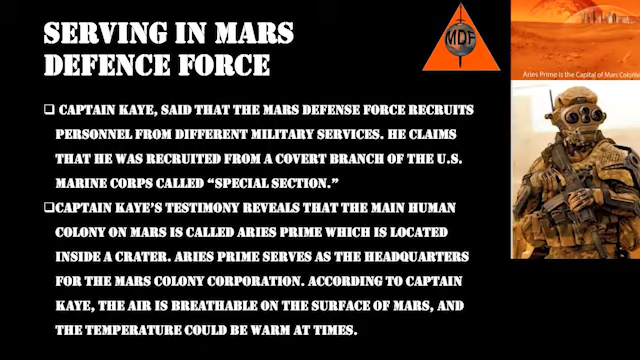 SERVING IN MARS
DEFENCE FORCE
MDF
Aries Prime is the Capital of Mars Colonie
❑ CAPTAIN KAYE, SAID THAT THE MARS DEFENSE FORCE RECRUITS
PERSONNEL FROM DIFFERENT MILITARY SERVICES. HE CLAIMS
THAT HE WAS RECRUITED FROM A COVERT BRANCH OF THE U.S.
MARINE CORPS CALLED “SPECIAL SECTION.”
❑CAPTAIN KAYE’S TESTIMONY REVEALS THAT THE MAIN HUMAN
COLONY ON MARS IS CALLED ARIES PRIME WHICH IS LOCATED
INSIDE A CRATER. ARIES PRIME SERVES AS THE HEADQUARTERS
FOR THE MARS COLONY CORPORATION. ACCORDING TO CAPTAIN
KAYE, THE AIR IS BREATHABLE ON THE SURFACE OF MARS, AND
THE TEMPERATURE COULD BE WARM AT TIMES.